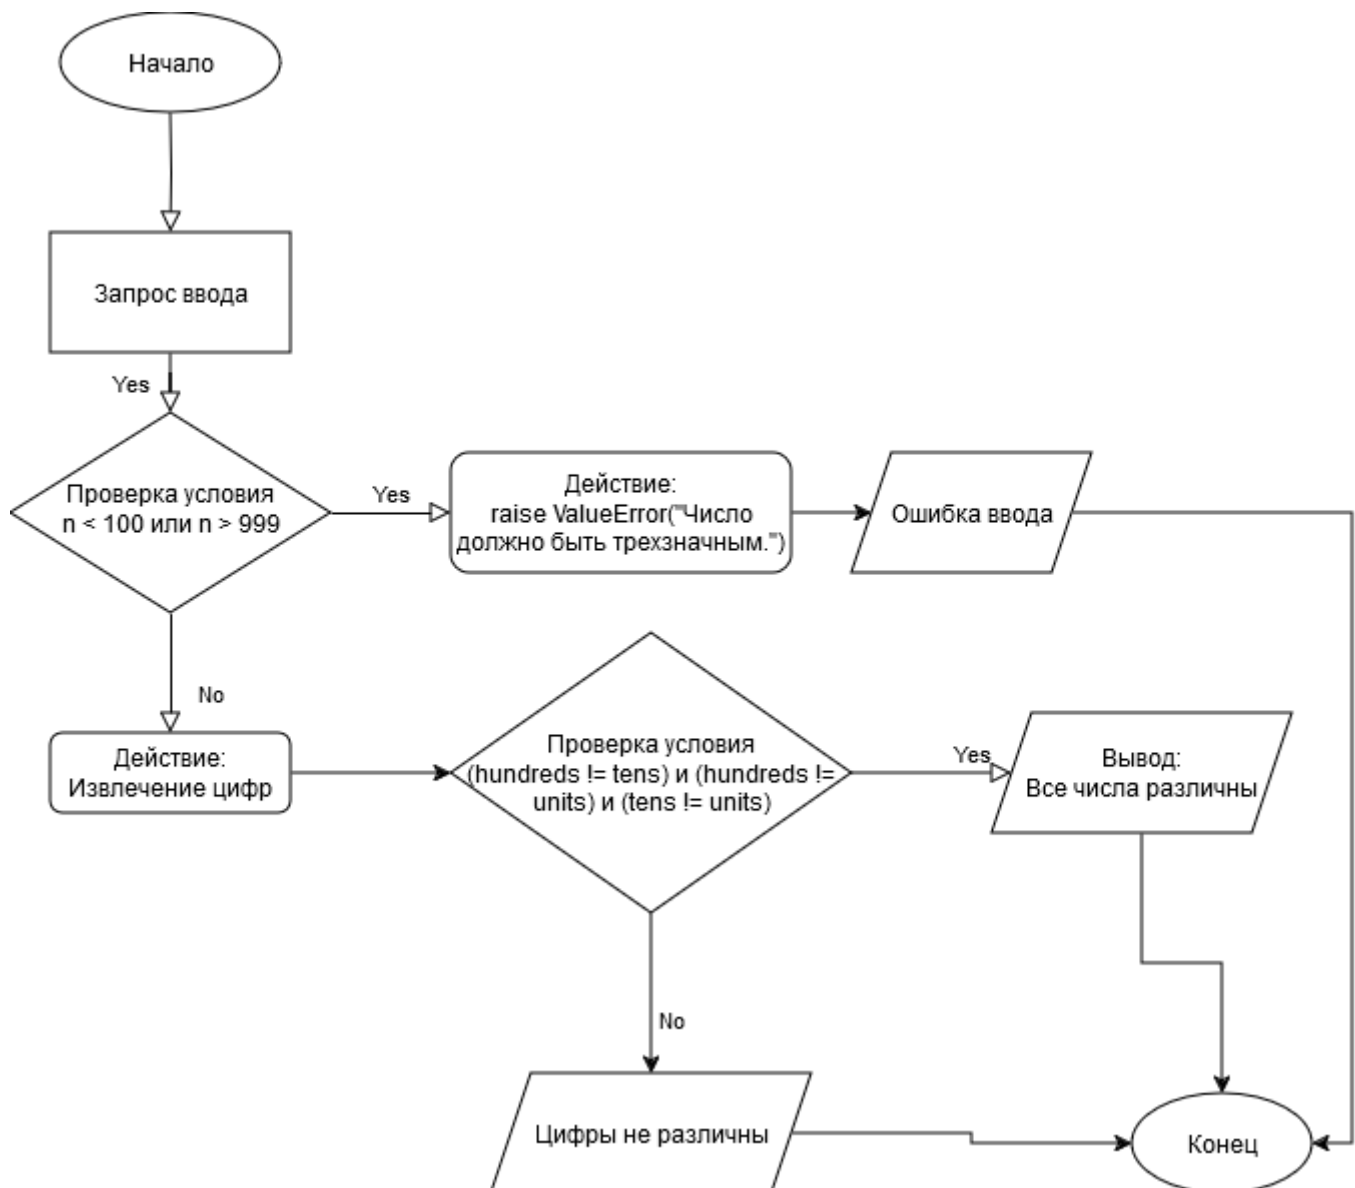 Начало
Запрос ввода
Yes
Проверка условия
n < 100 или n > 999
Yes
Действие:
raise ValueError("Число
должно быть трехзначным.")
Ошибка ввода
No
Действие:
Извлечение цифр
Проверка условия
(hundreds != tens) и (hundreds !=
units) и (tens != units)
Yes
Вывод:
Все числа различны
No
Цифры не различны
Конец